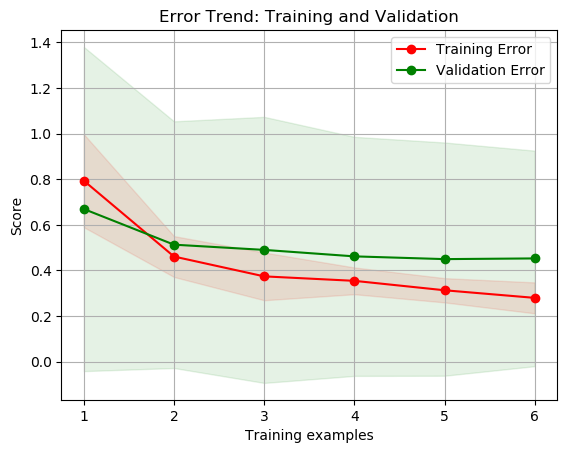 Error Trend: Training and Validation
Training Error
Validation Error
Score
1.4
1.2
1.0
0.8
0.6
0.4
0.2
0.0
1 2 3 4 5 6
Training examples